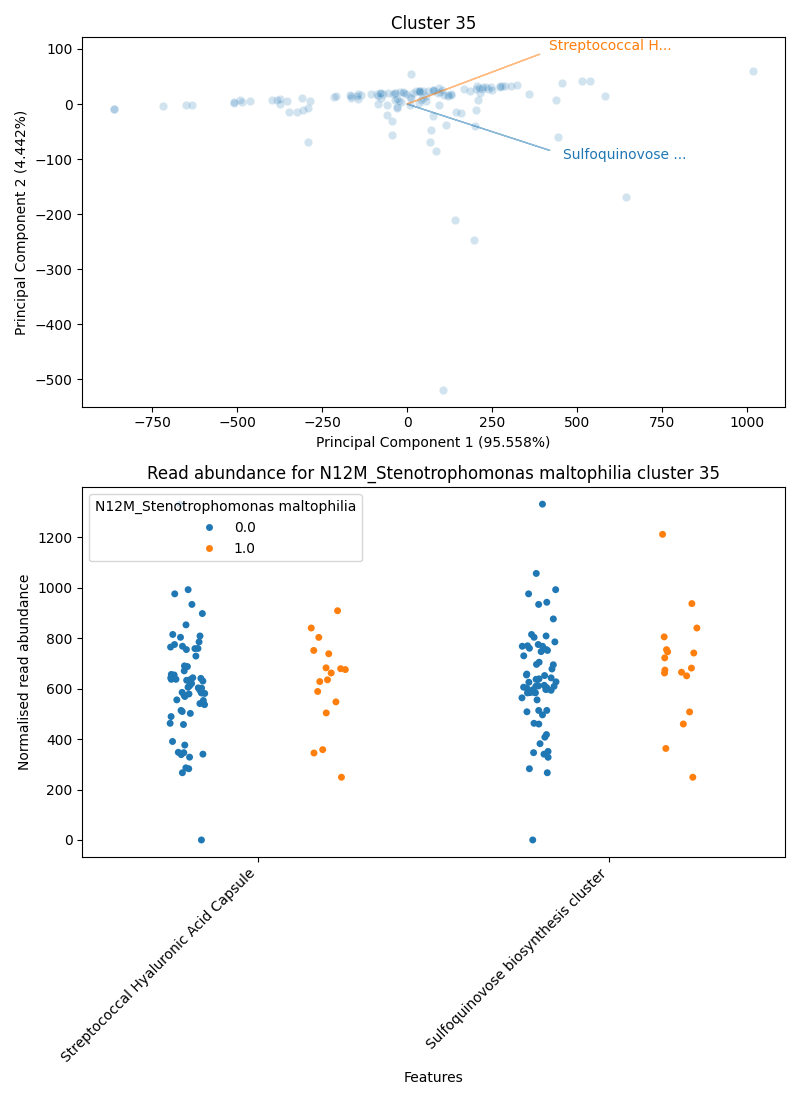 Cluster 35
Streptococcal H...
Sulfoquinovose ...
100
0
−100
−200
−300
−400
−500
Principal Component 2 (4.442%)
−750
−500
−250
0
250
500
750
1000
Principal Component 1 (95.558%)
Read abundance for N12M_Stenotrophomonas maltophilia cluster 35
N12M_Stenotrophomonas maltophilia
0.0
1.0
1200
1000
800
600
400
200
0
Normalised read abundance
Streptococcal Hyaluronic Acid Capsule
Sulfoquinovose biosynthesis cluster
Features